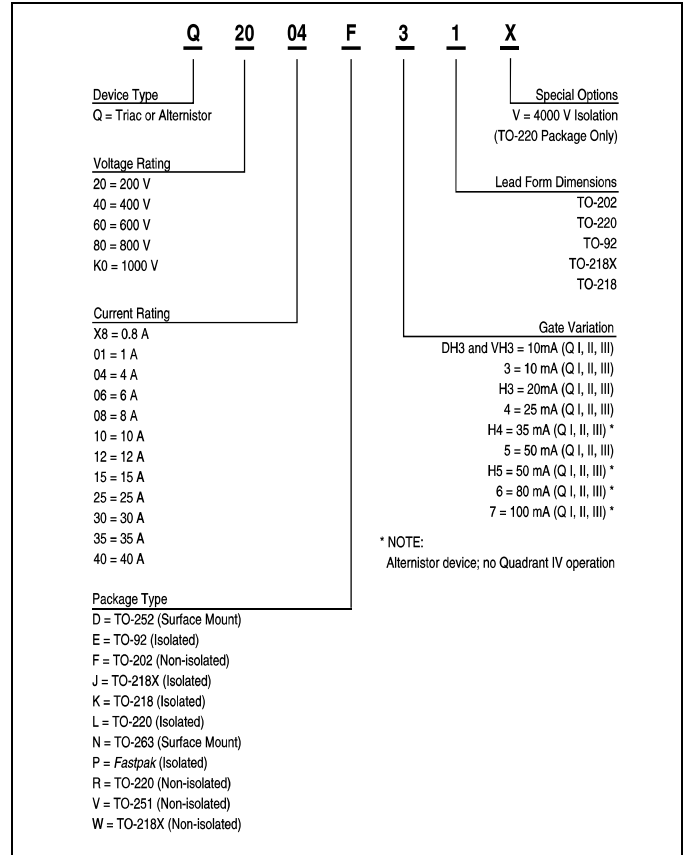 Q 20 04 F 3 1 X
Device Type
Q = Triac or Alternistor
Voltage Rating
20 = 200 V
40 = 400 V
60 = 600 V
80 = 800 V
K0 = 1000 V
Current Rating
X8 = 0.8 A
01 = 1 A
04 = 4 A
06 = 6 A
08 = 8 A
10 = 10 A
12 = 12 A
15 = 15 A
25 = 25 A
30 = 30 A
35 = 35 A
40 = 40 A
Package Type
D = TO-252 (Surface Mount)
E = TO-92 (Isolated)
F = TO-202 (Non-isolated)
J = TO-218X (Isolated)
K = TO-218 (Isolated)
L = TO-220 (Isolated)
N = TO-263 (Surface Mount)
P = Fastpak (Isolated)
R = TO-220 (Non-isolated)
V = TO-251 (Non-isolated)
W = TO-218X (Non-isolated)
Special Options
V = 4000 V Isolation
(TO-220 Package Only)
Lead Form Dimensions
TO-202
TO-220
TO-92
TO-218X
TO-218
Gate Variation
DH3 and VH3 = 10mA (Q I, II, III)
3 = 10 mA (Q I, II, III)
H3 = 20mA (Q I, II, III)
4 = 25 mA (Q I, II, III)
H4 = 35 mA (Q I, II, III) *
5 = 50 mA (Q I, II, III)
H5 = 50 mA (Q I, II, III) *
6 = 80 mA (Q I, II, III) *
7 = 100 mA (Q I, II, III) *
* NOTE:
Alternistor device; no Quadrant IV operation